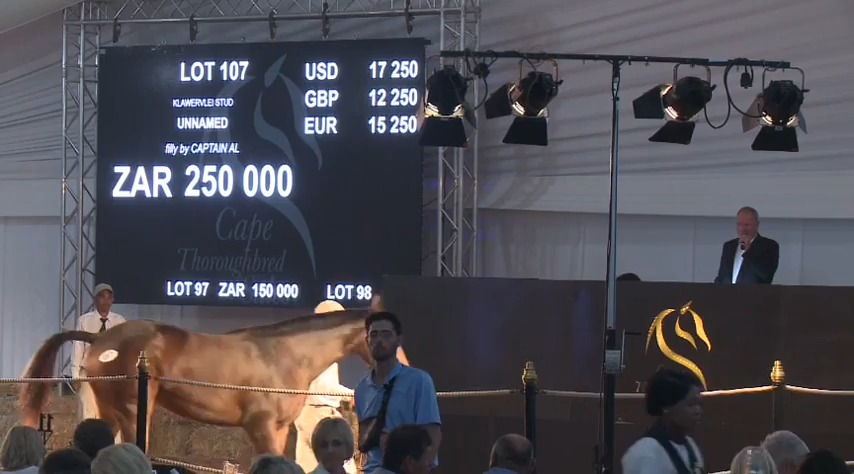 LOT 107
KLAWERVLEI STUD
UNNAMED
filly by CAPTAIN AL
USD 17 250
GBP 12 250
EUR 15 250
ZAR 250 000
Cape
Thoroughbred
LOT 97 ZAR 150 000 LOT 98